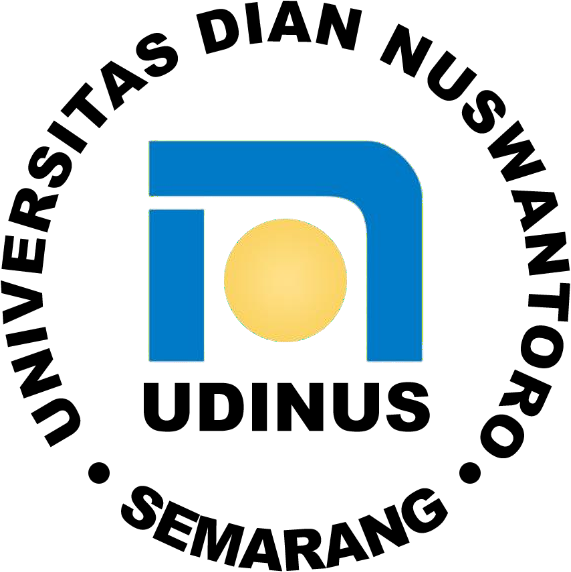 UNIVERSITAS DIAN NUSWANTORO
UDINUS
• SEMARANG •